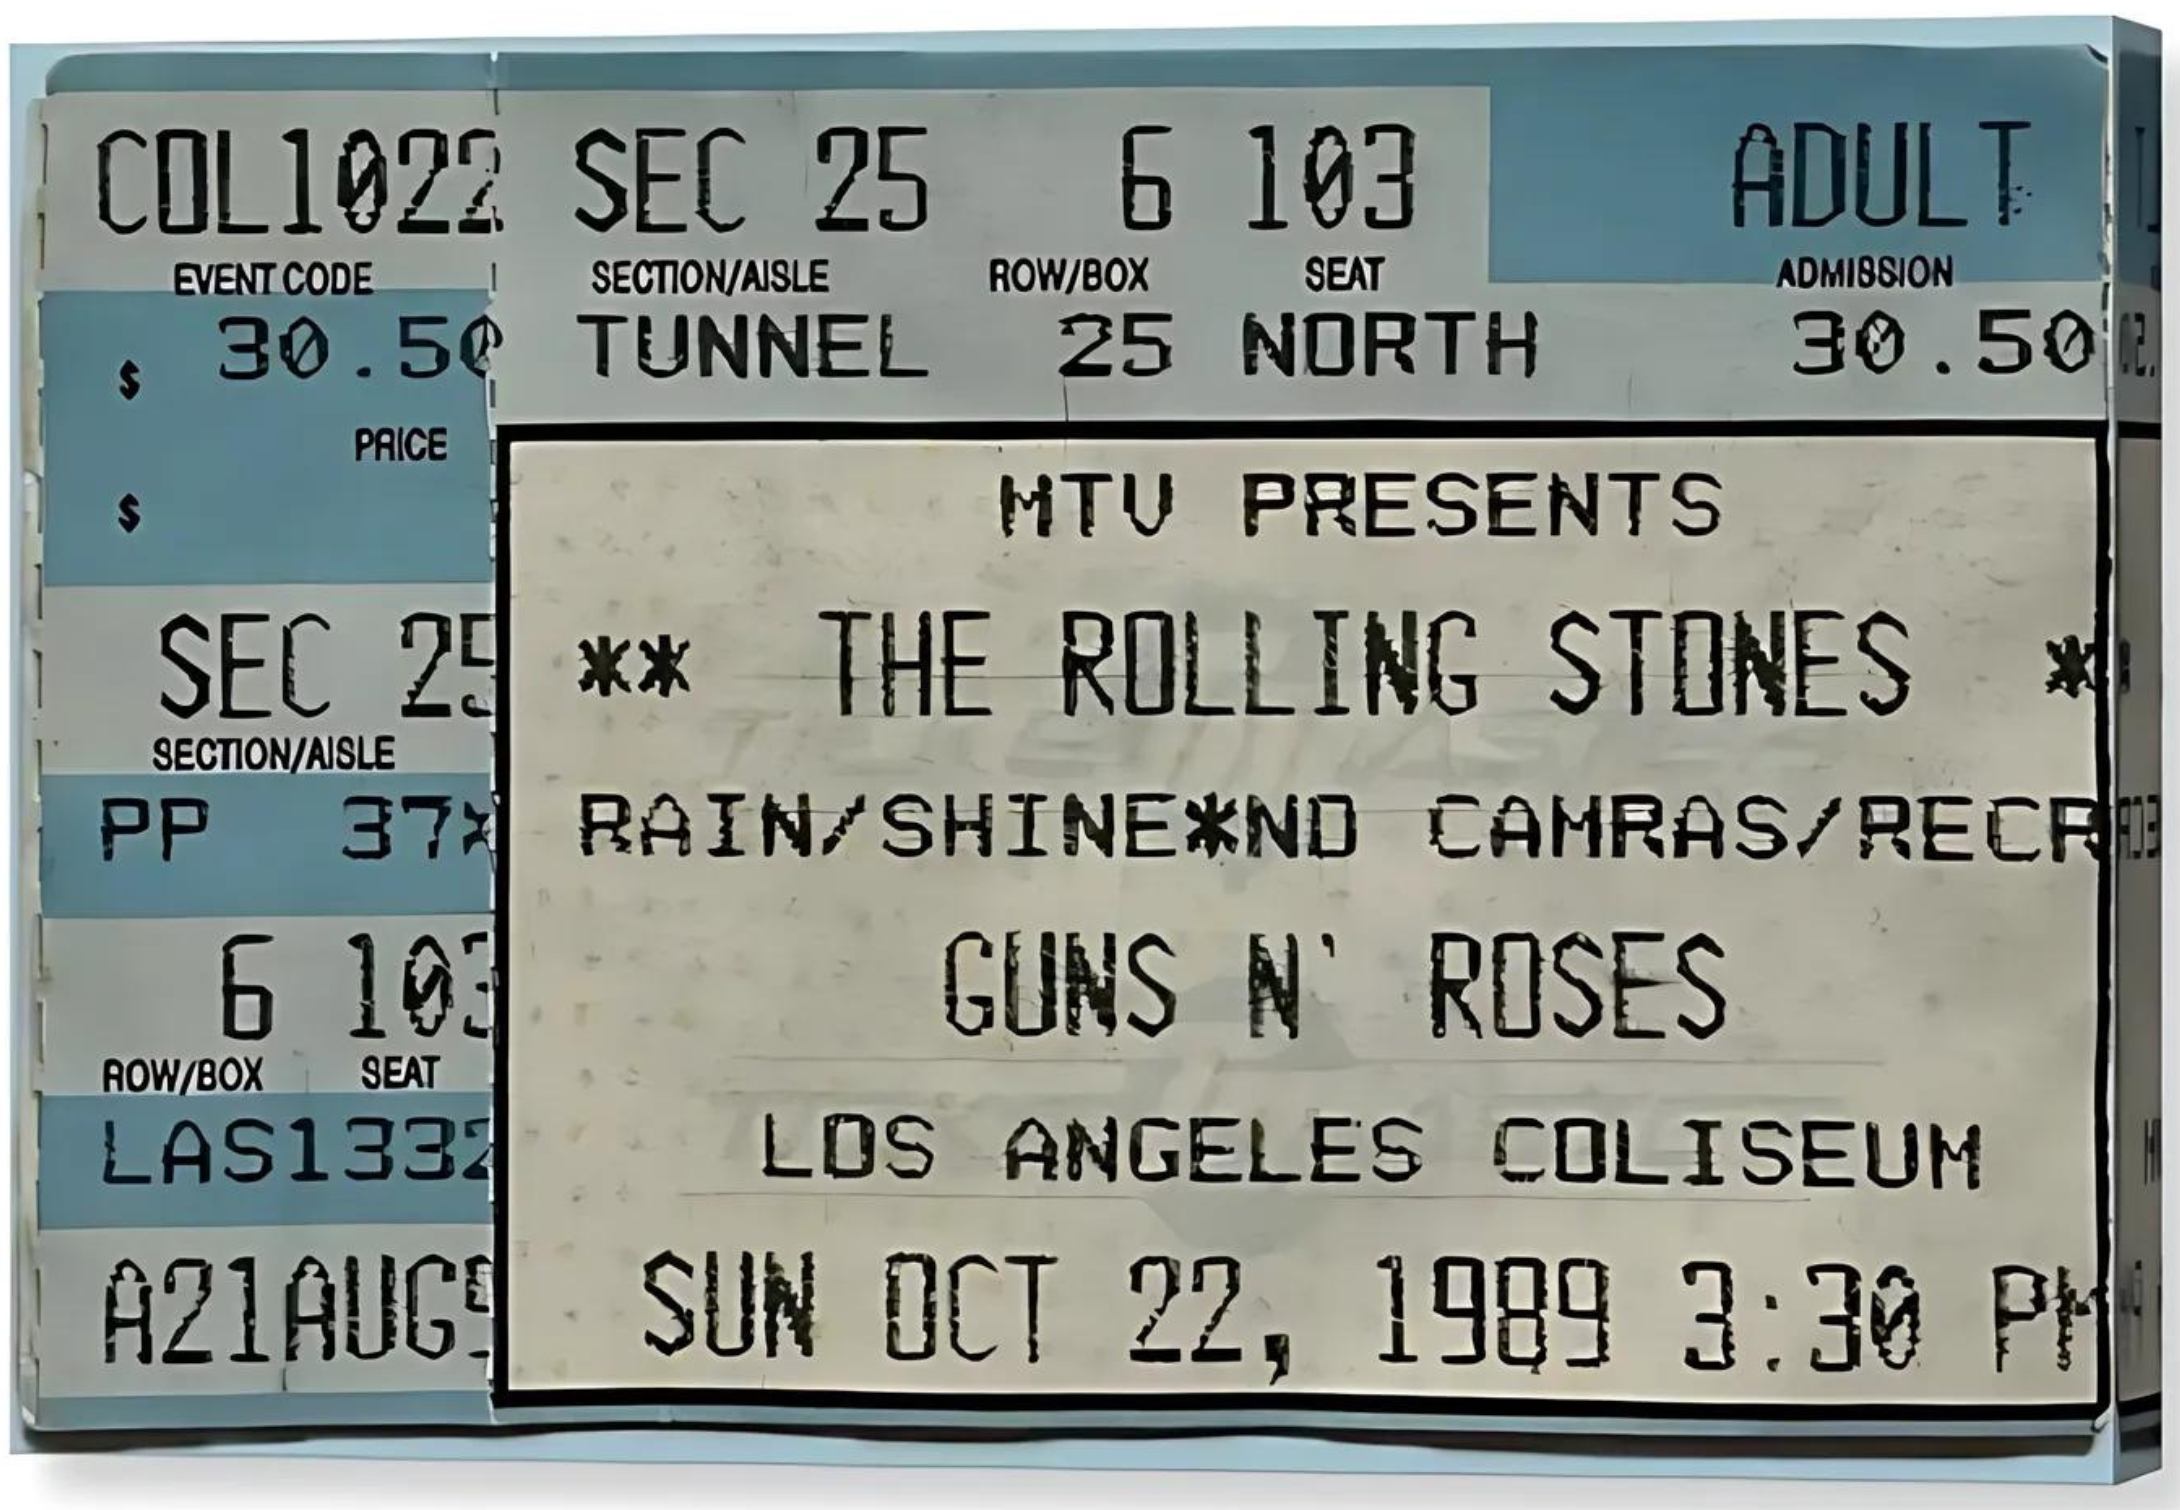 COL1022 SEC 25 6 103 ADULT
EVENT CODE SECTION/AISLE ROW/BOX SEAT ADMISSION
$ 30.50 TUNNEL 25 NORTH 30.50
PRICE
$
MTV PRESENTS
SEC 25 ** THE ROLLING STONES *
SECTION/AISLE
PP 37* RAIN/SHINE*NO CAMRAS/RECR
6 103 GUNS N' ROSES
ROW/BOX SEAT
LAS1332 LOS ANGELES COLISEUM
A21AUG SUN OCT 22, 1989 3:30 PM